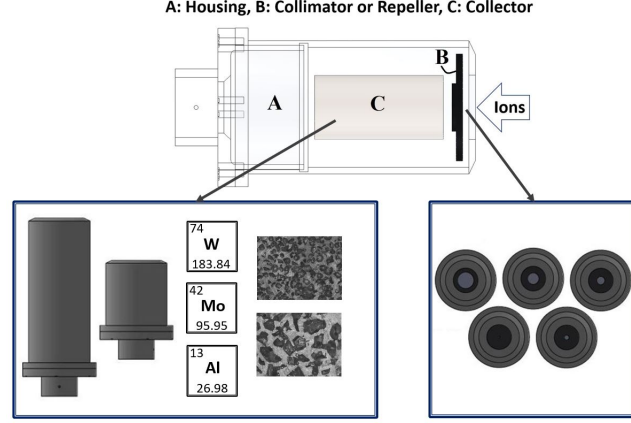 A: Housing, B: Collimator or Repeller, C: Collector
B
A
C
Ions
74
W
183.84
42
Mo
95.95
13
Al
26.98